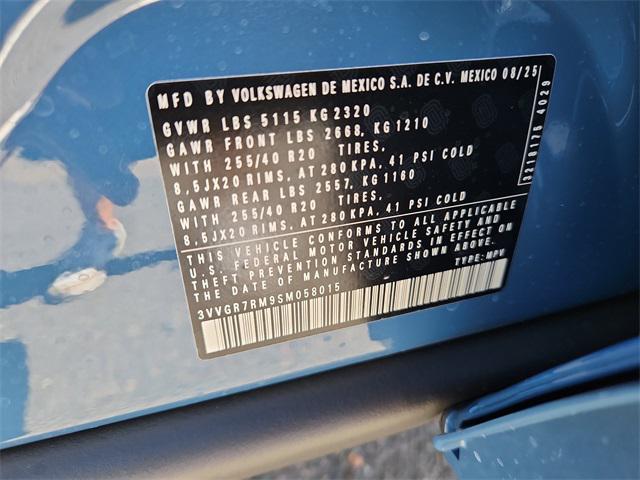 MFD BY VOLKSWAGEN DE MEXICO S.A. DE C.V. MEXICO 08/25
GVWR LBS 5115 KG 2320
GAWR FRONT LBS 2668, KG 1210
WITH 255/40 R20 TIRES,
8,5JX20 RIMS, AT 280 KPA, 41 PSI COLD
GAWR REAR LBS 2557, KG 1160
WITH 255/40 R20 TIRES,
8,5JX20 RIMS, AT 280 KPA, 41 PSI COLD
THIS VEHICLE CONFORMS TO ALL APPLICABLE
U.S. FEDERAL MOTOR VEHICLE SAFETY AND
THEFT PREVENTION STANDARDS IN EFFECT ON
THE DATE OF MANUFACTURE SHOWN ABOVE.
3VVGR7RM9SM058015 TYPE: MPV
3218175 4029